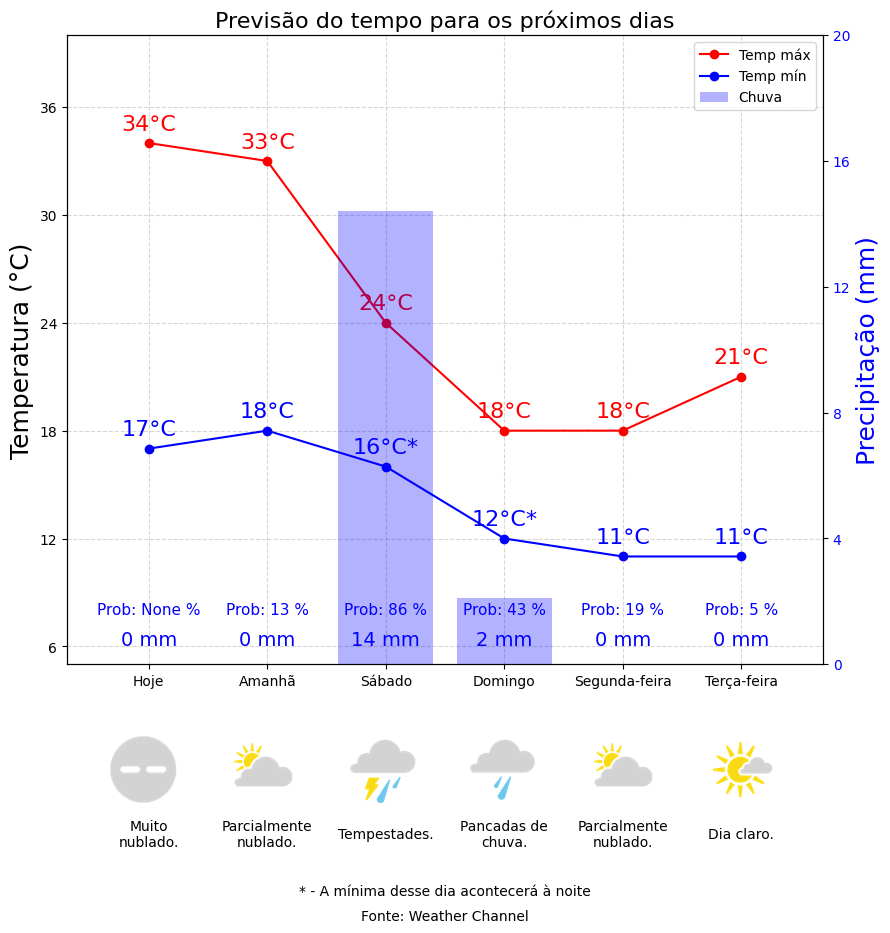 Previsão do tempo para os próximos dias
Temp máx
Temp mín
Chuva
Temperatura (°C)
Precipitação (mm)
36
30
24
18
12
6
20
16
12
8
4
0
34°C
33°C
24°C
18°C
18°C
21°C
17°C
18°C
16°C*
12°C*
11°C
11°C
Prob: None %
Prob: 13 %
Prob: 86 %
Prob: 43 %
Prob: 19 %
Prob: 5 %
0 mm
0 mm
14 mm
2 mm
0 mm
0 mm
Hoje
Amanhã
Sábado
Domingo
Segunda-feira
Terça-feira
Muito
nublado.
Parcialmente
nublado.
Tempestades.
Pancadas de
chuva.
Parcialmente
nublado.
Dia claro.
* - A mínima desse dia acontecerá à noite
Fonte: Weather Channel